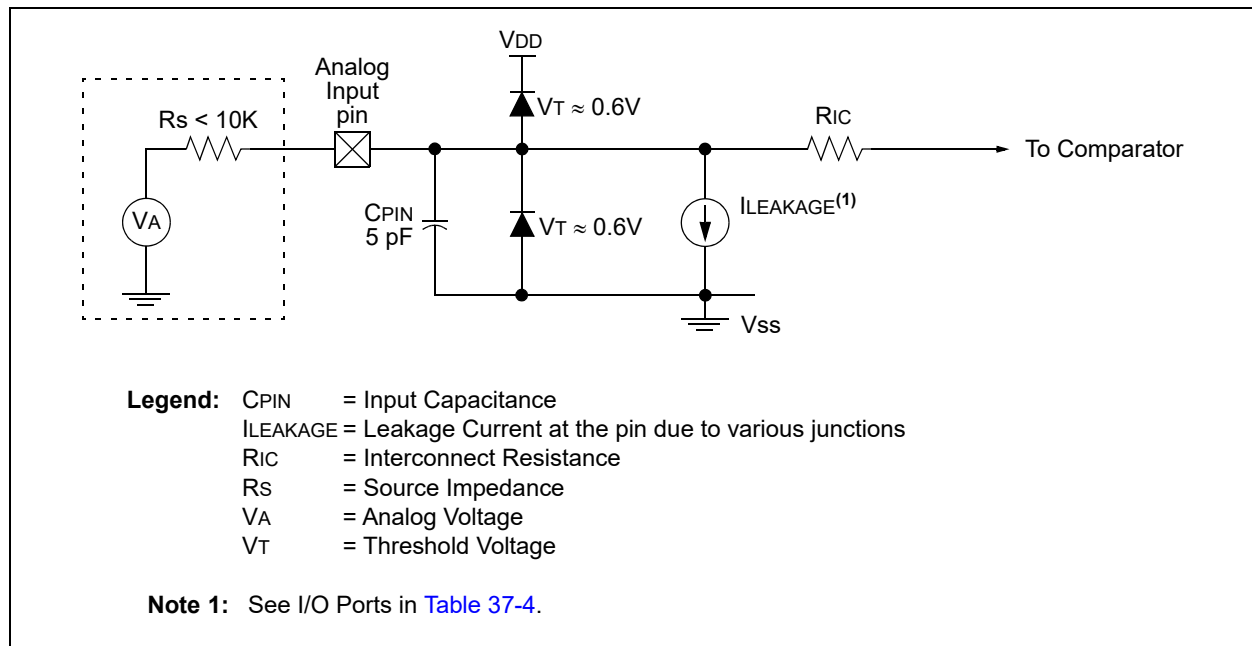 VDD
Analog
Input
pin
Rs < 10K
VT ≈ 0.6V
RIC
To Comparator
VA
CPIN
5 pF
VT ≈ 0.6V
ILEAKAGE(1)
Vss
Legend: CPIN = Input Capacitance
ILEAKAGE = Leakage Current at the pin due to various junctions
RIC = Interconnect Resistance
RS = Source Impedance
VA = Analog Voltage
VT = Threshold Voltage
Note 1: See I/O Ports in Table 37-4.